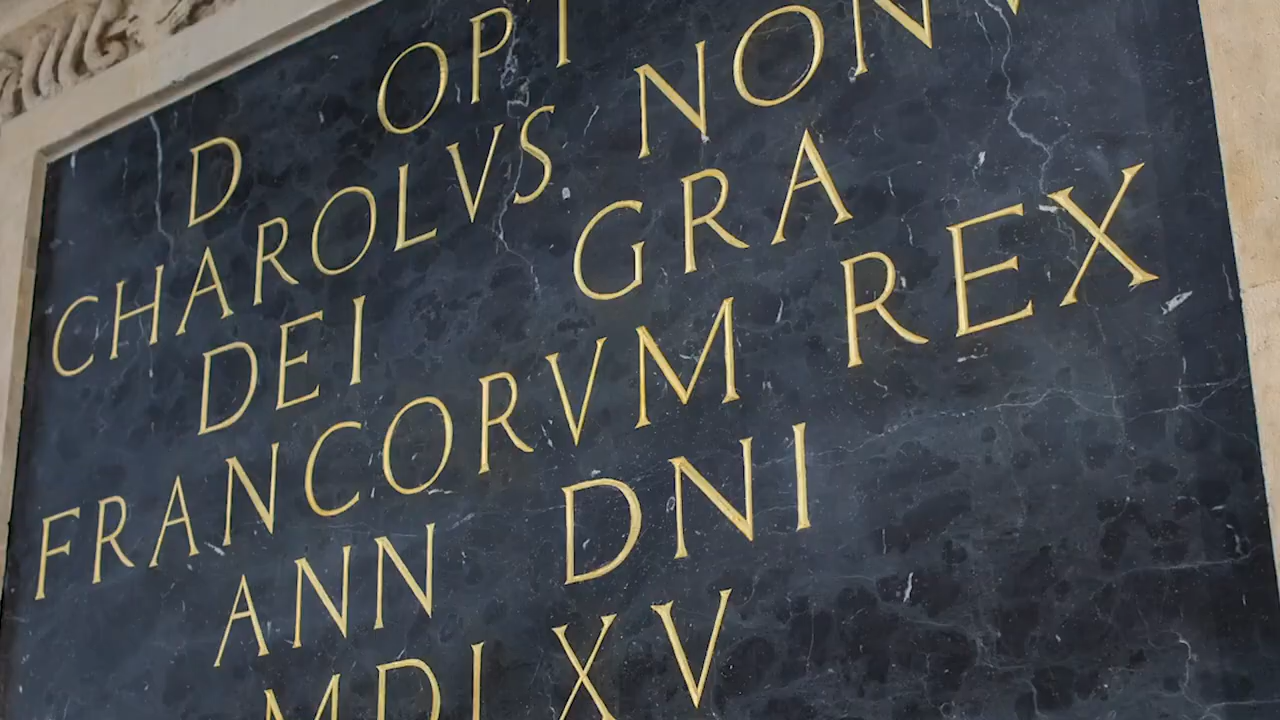 D OPT
CHAROLVS NON
DEI GRA
FRANCORVM REX
ANN DNI
MDLXV